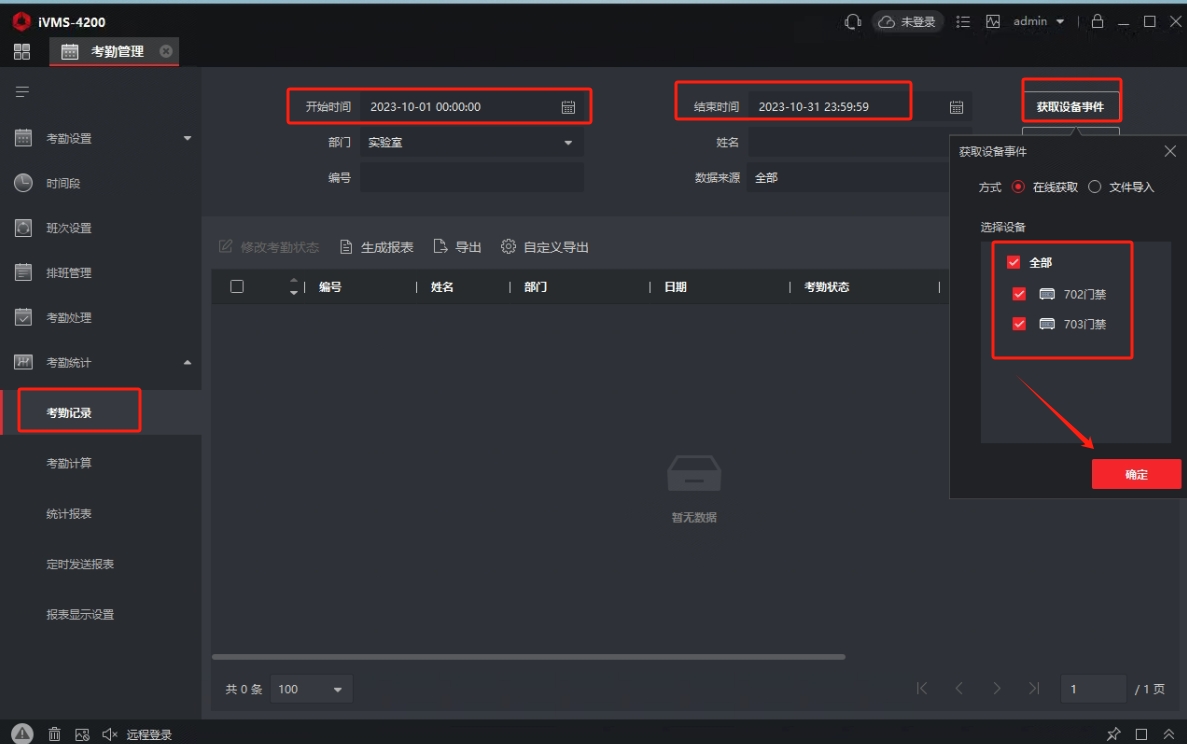 iVMS-4200
未登录
admin
考勤管理
开始时间 2023-10-01 00:00:00 结束时间 2023-10-31 23:59:59 获取设备事件
部门 实验室 姓名
编号 数据来源 全部
考勤设置
时间段
班次设置
排班管理
考勤处理
考勤统计
考勤记录
考勤计算
统计报表
定时发送报表
报表显示设置
修改考勤状态 生成报表 导出 自定义导出
编号 姓名 部门 日期 考勤状态
暂无数据
获取设备事件
方式 在线获取 文件导入
选择设备
全部
702门禁
703门禁
确定
共 0 条 100 1 / 1 页
远程登录